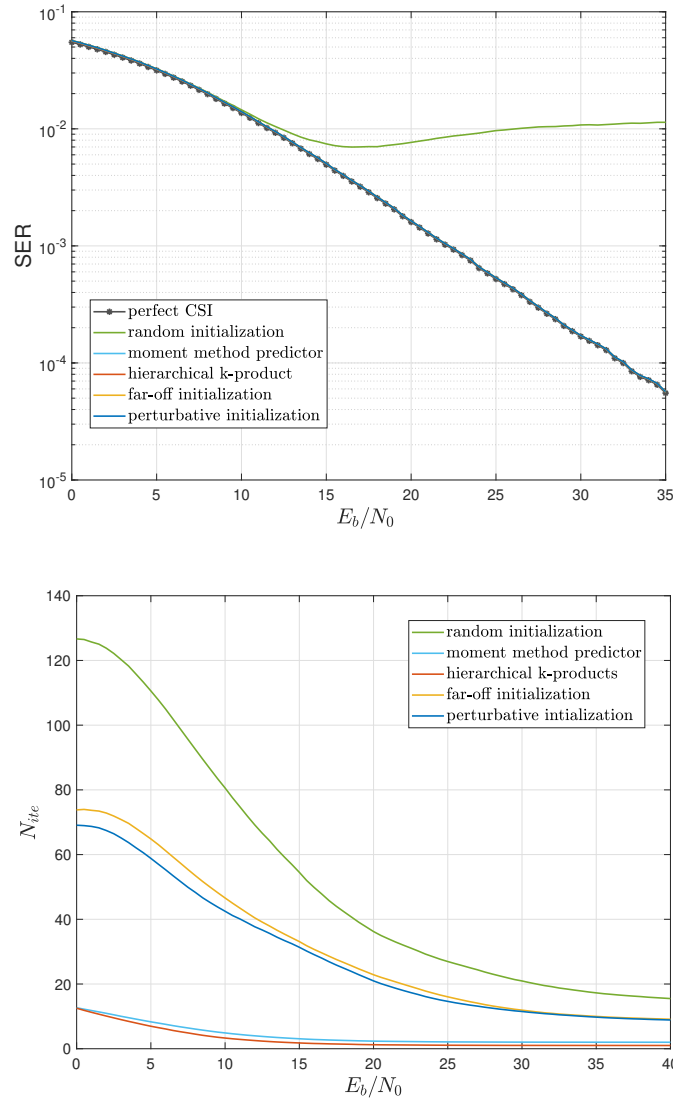 10^-1
10^-2
10^-3
10^-4
10^-5
SER
perfect CSI
random initialization
moment method predictor
hierarchical k-product
far-off initialization
perturbative initialization
0 5 10 15 20 25 30 35
E_b/N_0
140
120
100
80
60
40
20
0
N_ite
random initialization
moment method predictor
hierarchical k-products
far-off initialization
perturbative intialization
0 5 10 15 20 25 30 35 40
E_b/N_0